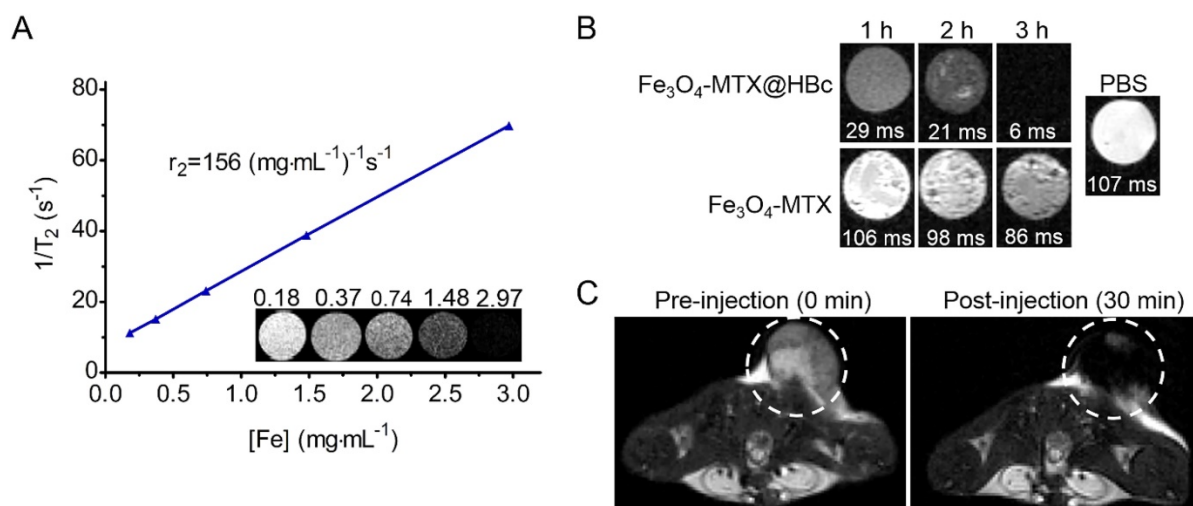 A
80
60
40
20
0
0.0 0.5 1.0 1.5 2.0 2.5 3.0
1/T₂ (s⁻¹)
[Fe] (mg·mL⁻¹)
r₂=156 (mg·mL⁻¹)⁻¹s⁻¹
0.18 0.37 0.74 1.48 2.97
B
1 h 2 h 3 h
Fe₃O₄-MTX@HBc
29 ms 21 ms 6 ms
PBS
107 ms
Fe₃O₄-MTX
106 ms 98 ms 86 ms
C
Pre-injection (0 min) Post-injection (30 min)